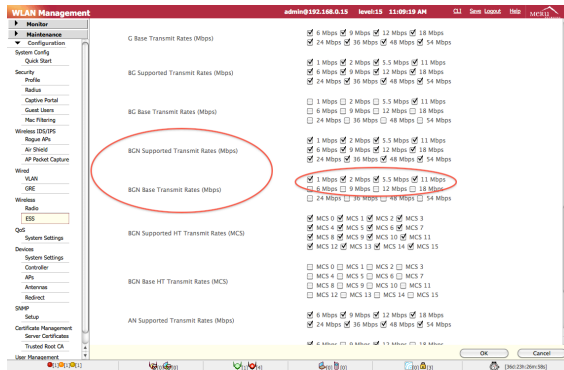 WLAN Management
admin@192.168.0.15 level:15 11:09:19 AM
CLI Save Logout Help MERU
Monitor
Maintenance
Configuration
System Config
Quick Start
Security
Profile
Radius
Captive Portal
Guest Users
Mac Filtering
Wireless IDS/IPS
Rogue APs
Air Shield
AP Packet Capture
Wired
VLAN
GRE
Wireless
Radio
ESS
QoS
System Settings
Devices
System Settings
Controller
APs
Antennas
Redirect
SNMP
Setup
Certificate Management
Server Certificates
Trusted Root CA
User Management
G Base Transmit Rates (Mbps)
6 Mbps 9 Mbps 12 Mbps 18 Mbps
24 Mbps 36 Mbps 48 Mbps 54 Mbps
BG Supported Transmit Rates (Mbps)
1 Mbps 2 Mbps 5.5 Mbps 11 Mbps
6 Mbps 9 Mbps 12 Mbps 18 Mbps
24 Mbps 36 Mbps 48 Mbps 54 Mbps
BG Base Transmit Rates (Mbps)
1 Mbps 2 Mbps 5.5 Mbps 11 Mbps
6 Mbps 9 Mbps 12 Mbps 18 Mbps
24 Mbps 36 Mbps 48 Mbps 54 Mbps
BGN Supported Transmit Rates (Mbps)
1 Mbps 2 Mbps 5.5 Mbps 11 Mbps
6 Mbps 9 Mbps 12 Mbps 18 Mbps
24 Mbps 36 Mbps 48 Mbps 54 Mbps
BGN Base Transmit Rates (Mbps)
1 Mbps 2 Mbps 5.5 Mbps 11 Mbps
6 Mbps 9 Mbps 12 Mbps 18 Mbps
24 Mbps 36 Mbps 48 Mbps 54 Mbps
BGN Supported HT Transmit Rates (MCS)
MCS 0 MCS 1 MCS 2 MCS 3
MCS 4 MCS 5 MCS 6 MCS 7
MCS 8 MCS 9 MCS 10 MCS 11
MCS 12 MCS 13 MCS 14 MCS 15
BGN Base HT Transmit Rates (MCS)
MCS 0 MCS 1 MCS 2 MCS 3
MCS 4 MCS 5 MCS 6 MCS 7
MCS 8 MCS 9 MCS 10 MCS 11
MCS 12 MCS 13 MCS 14 MCS 15
AN Supported Transmit Rates (Mbps)
6 Mbps 9 Mbps 12 Mbps 18 Mbps
24 Mbps 36 Mbps 48 Mbps 54 Mbps
6 Mbps 9 Mbps 12 Mbps 18 Mbps
OK Cancel
[36d:23h:26m:58s]